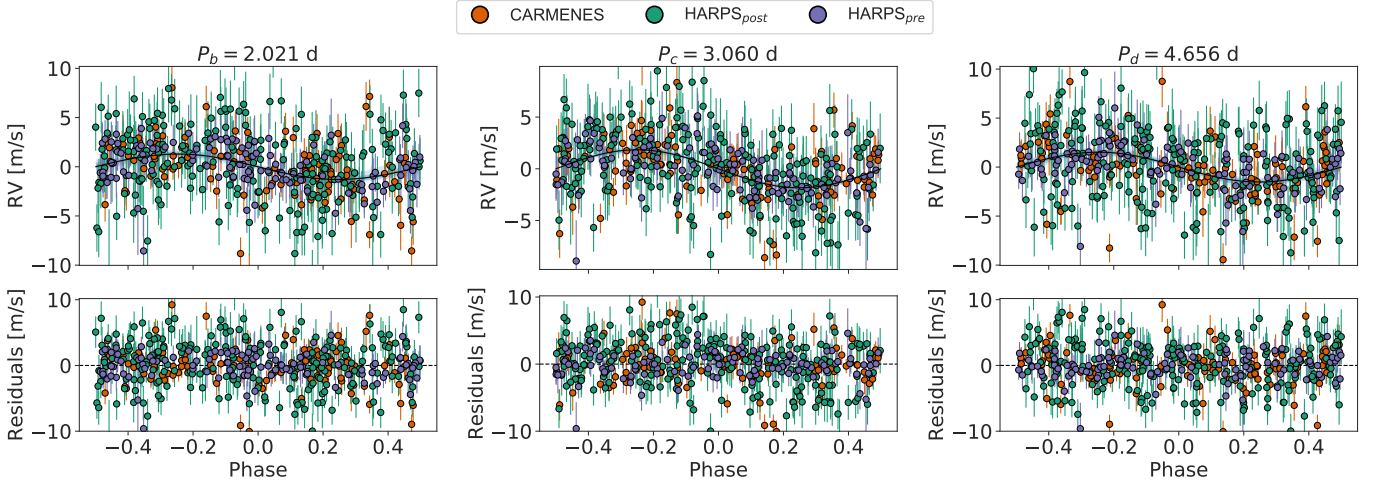 CARMENES HARPS_post HARPS_pre
P_b = 2.021 d P_c = 3.060 d P_d = 4.656 d
RV [m/s] RV [m/s] RV [m/s]
10 10
5 5 5
0 0 0
−5 −5 −5
−10 −10
Residuals [m/s] Residuals [m/s] Residuals [m/s]
10 10 10
0 0 0
−10 −10 −10
−0.4 −0.2 0.0 0.2 0.4 −0.4 −0.2 0.0 0.2 0.4 −0.4 −0.2 0.0 0.2 0.4
Phase Phase Phase